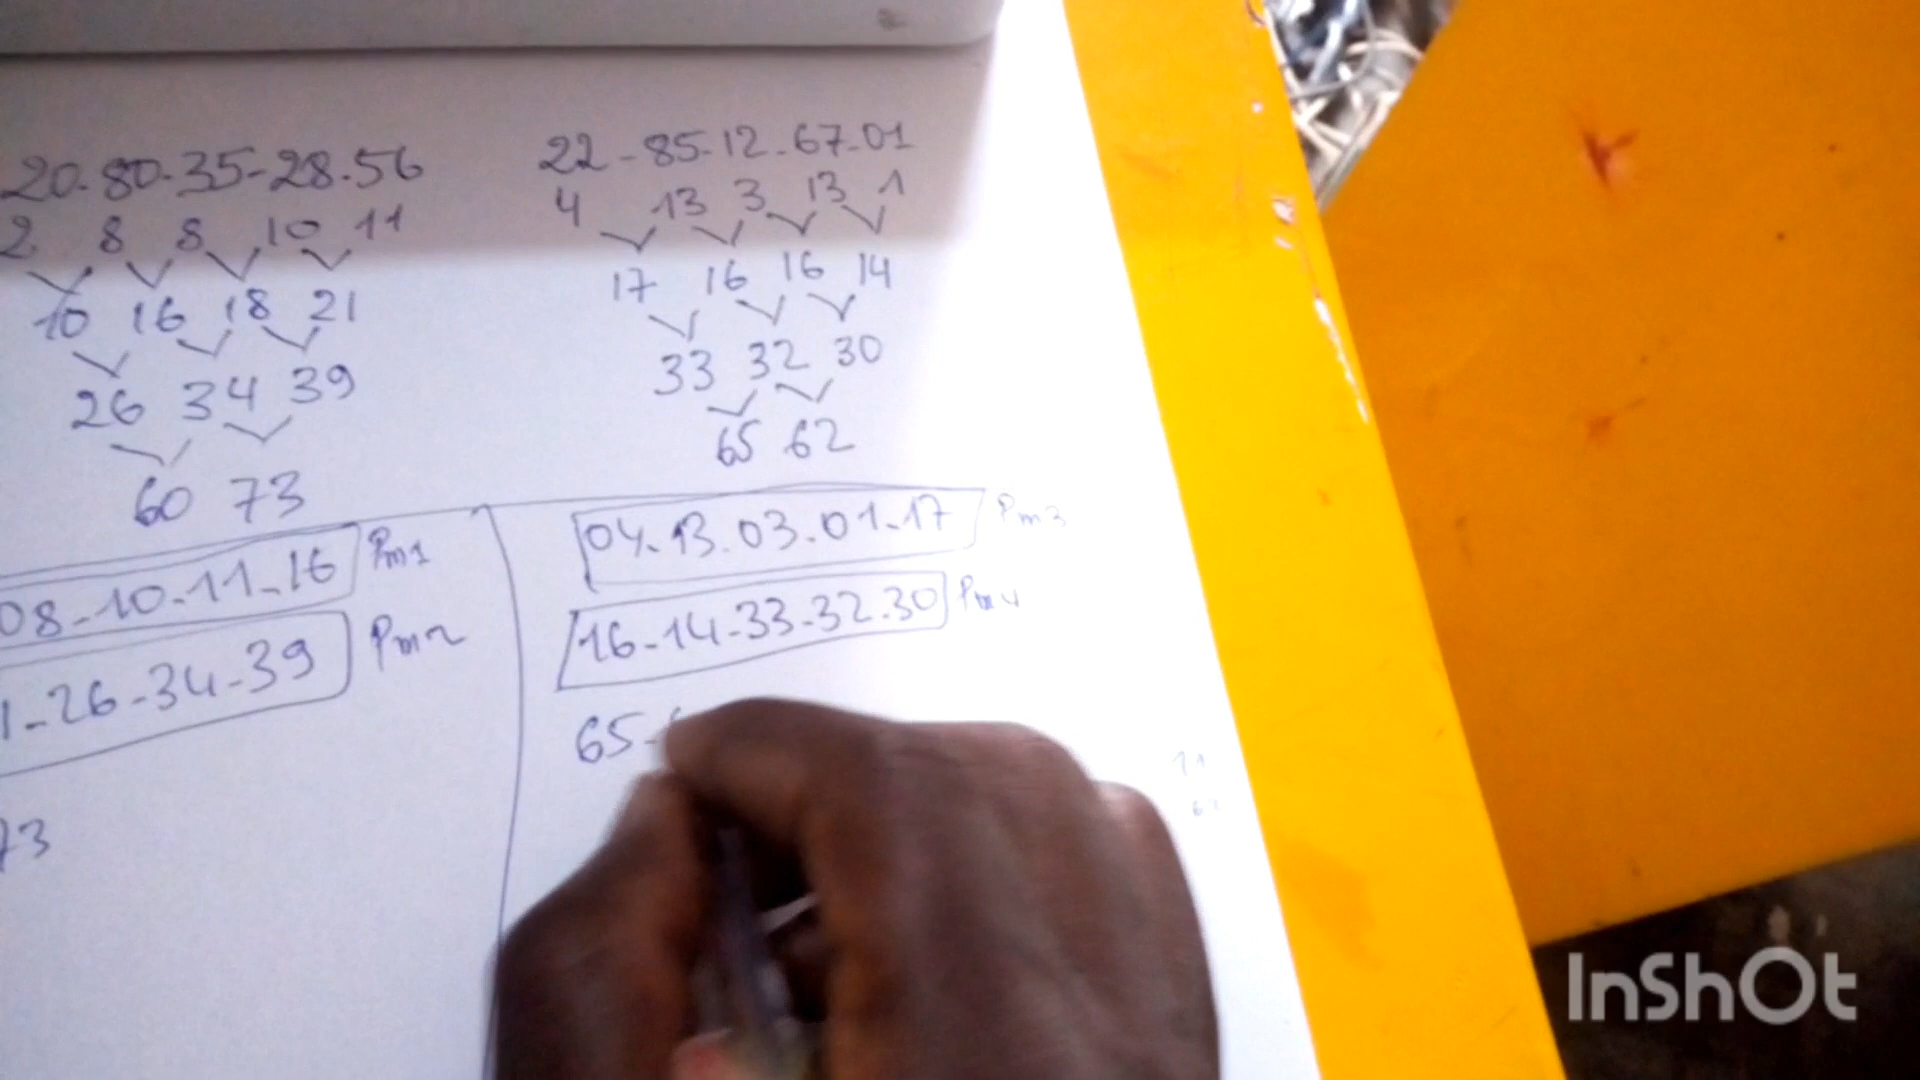 20-80-35-28-56
2 8 8 10 11
10 16 18 21
26 34 39
60 73
22-85-12-67-01
4 13 3 13 1
17 16 16 14
33 32 30
65 62
08-10-11-16 Pm1
1-26-34-39 Pm2
73
04-13-03-01-17 Pm3
16-14-33-32-30 Pm4
65-
InShOt